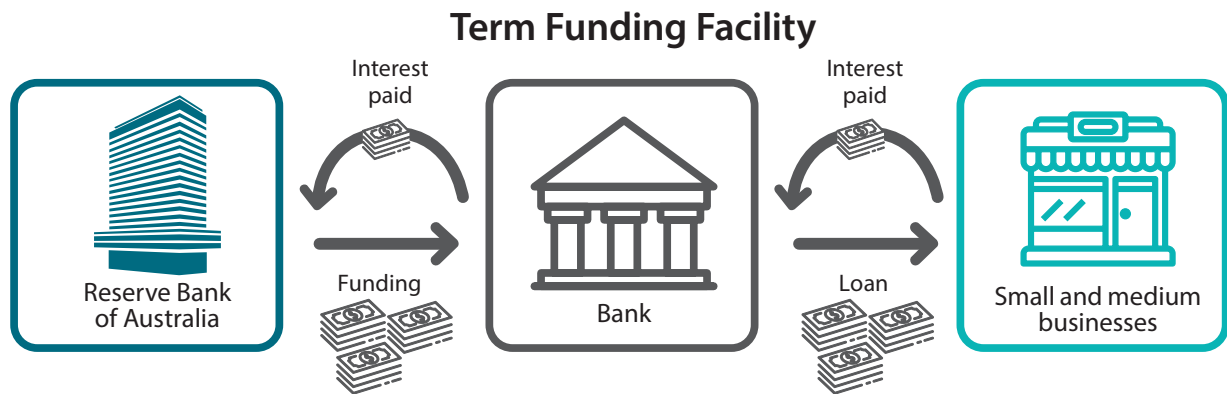 Term Funding Facility
Interest
paid
Interest
paid
Reserve Bank
of Australia
Funding
Bank
Loan
Small and medium
businesses